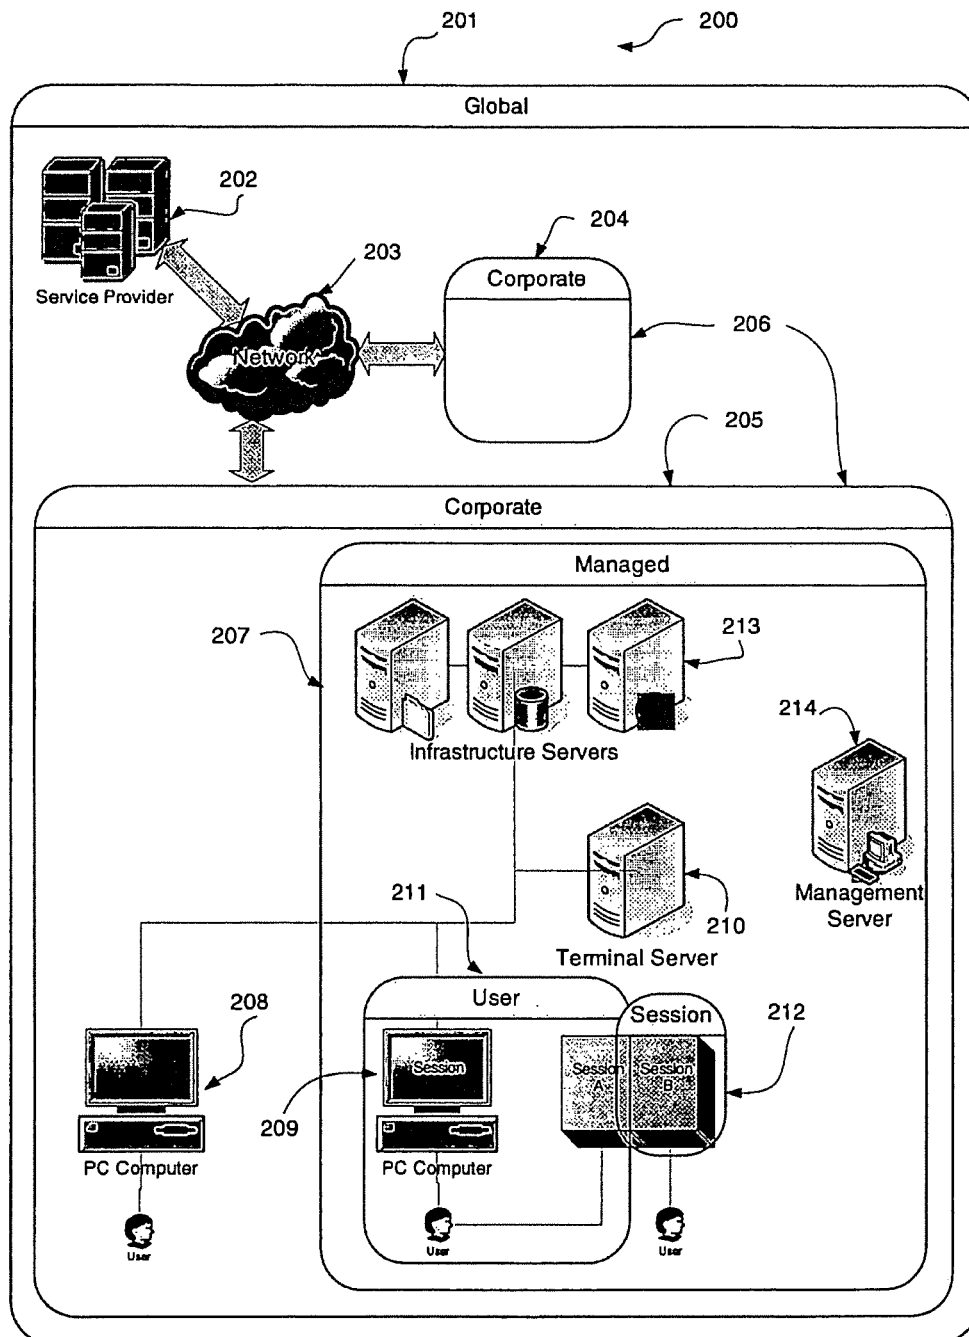 201
200
Global
202
204
203
Corporate
Service Provider
206
Network
205
Corporate
Managed
207
213
214
Infrastructure Servers
211
210
Management
Server
Terminal Server
User
208
Session
212
Session
Session
A
Session
B
209
PC Computer
PC Computer
User
User
User